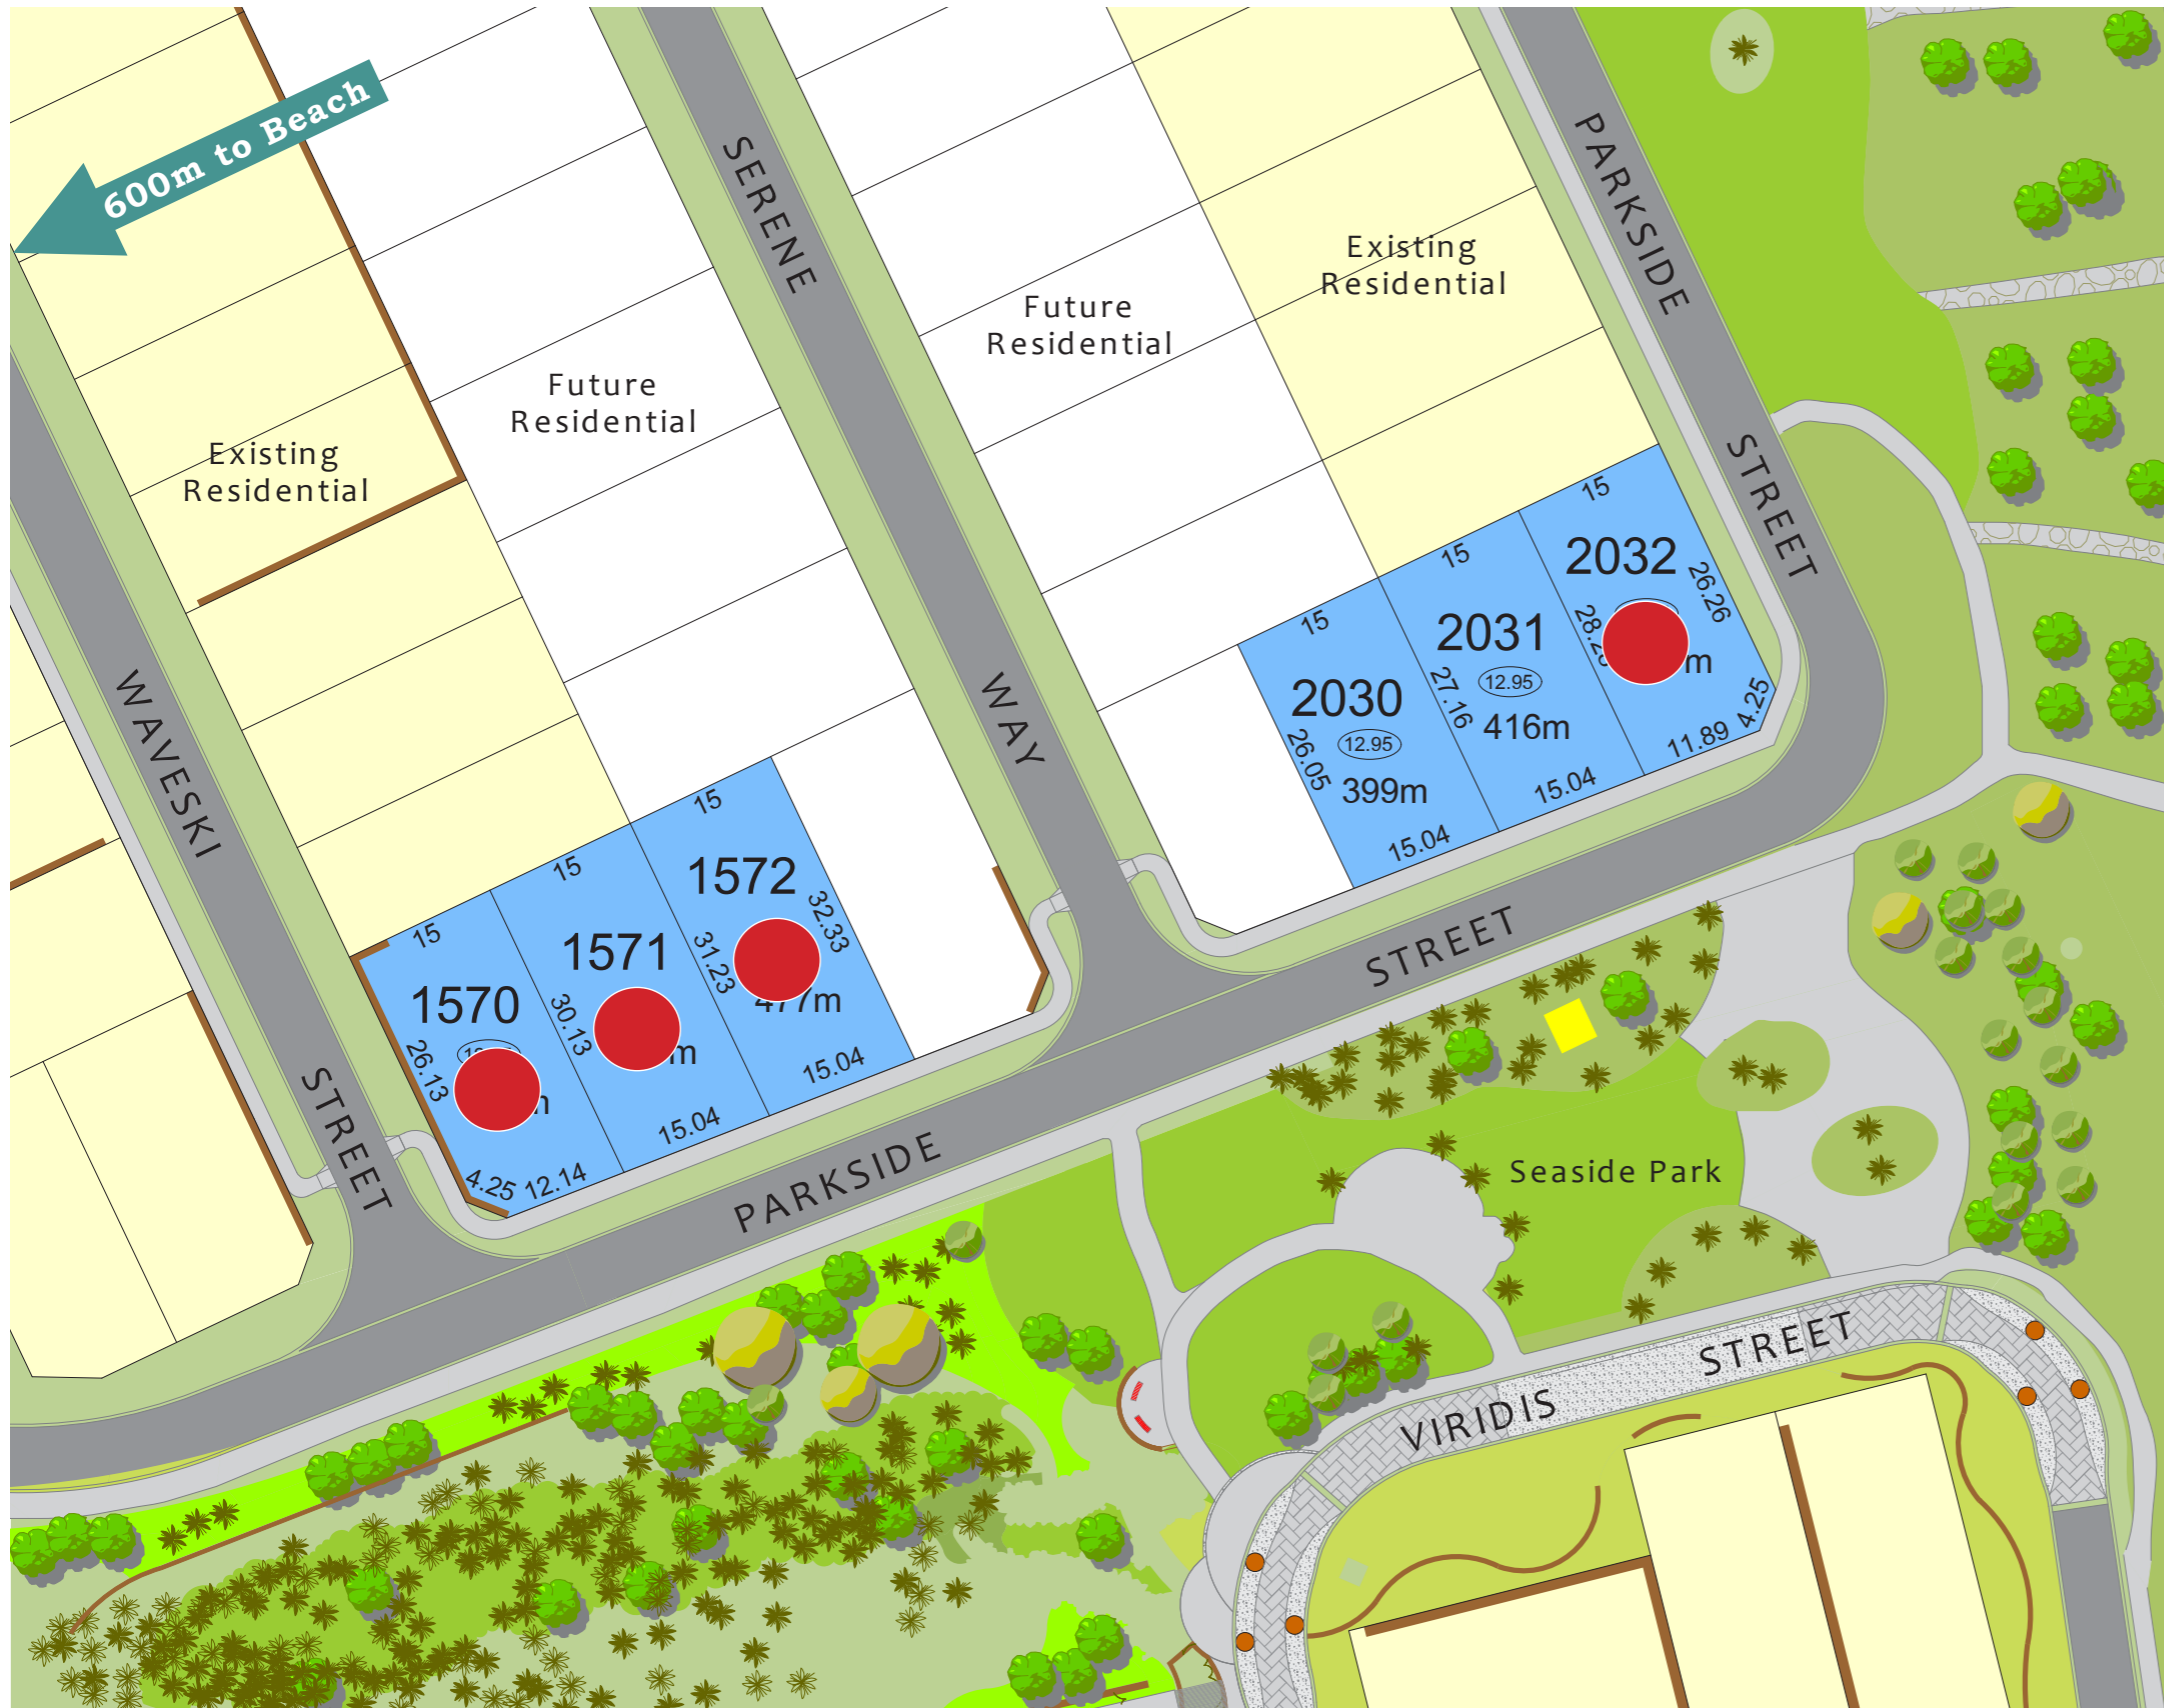 600m to Beach
SERENE
WAY
PARKSIDE
STREET
Existing
Residential
Future
Residential
Future
Residential
Existing
Residential
WAVESKI
STREET
15
2032
28.2
26.26
m
11.89
4.25
15
2031
12.95
27.16
416m
15.04
15
2030
12.95
26.05
399m
15.04
15
1572
31.23
32.33
477m
15.04
15
1571
30.13
m
15.04
15
1570
26.13
4.25
12.14
PARKSIDE
STREET
Seaside Park
VIRIDIS
STREET